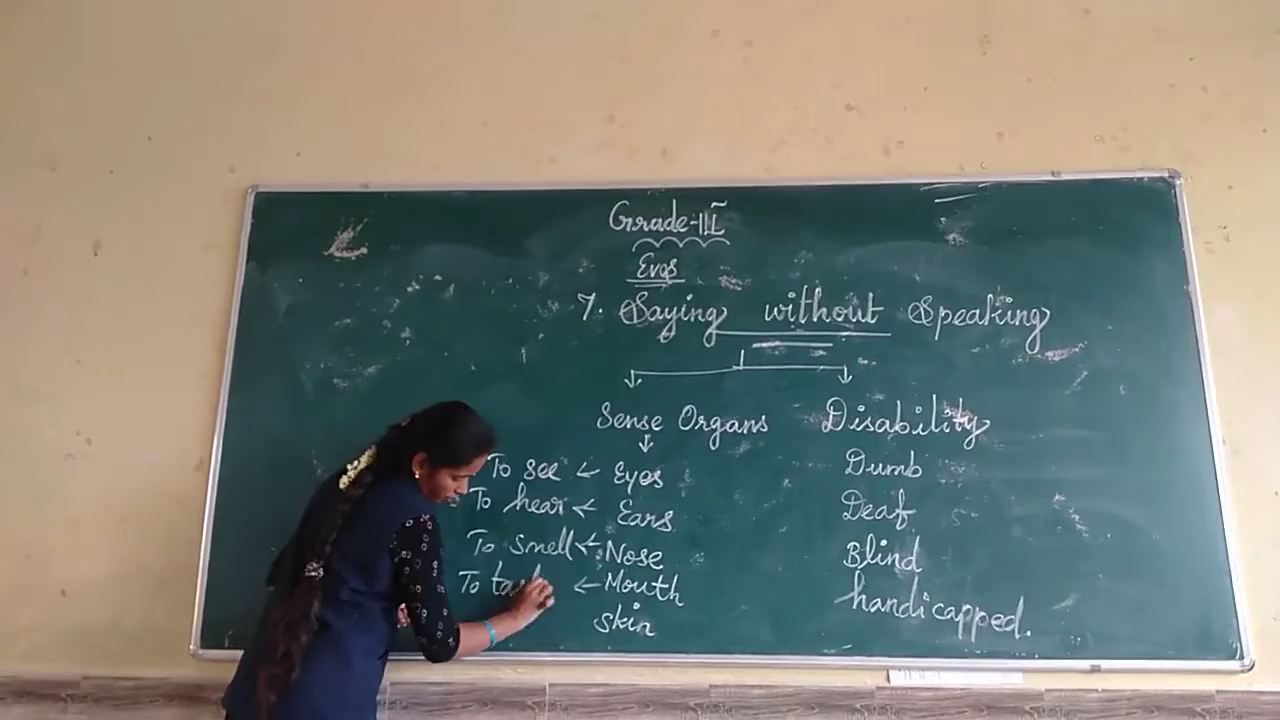 Grade-III
Evs
7. Saying without Speaking
Sense Organs Disability
To see ← Eyes Dumb
To hear ← Ears Deaf
To smell ← Nose Blind
To ← Mouth handicapped.
skin